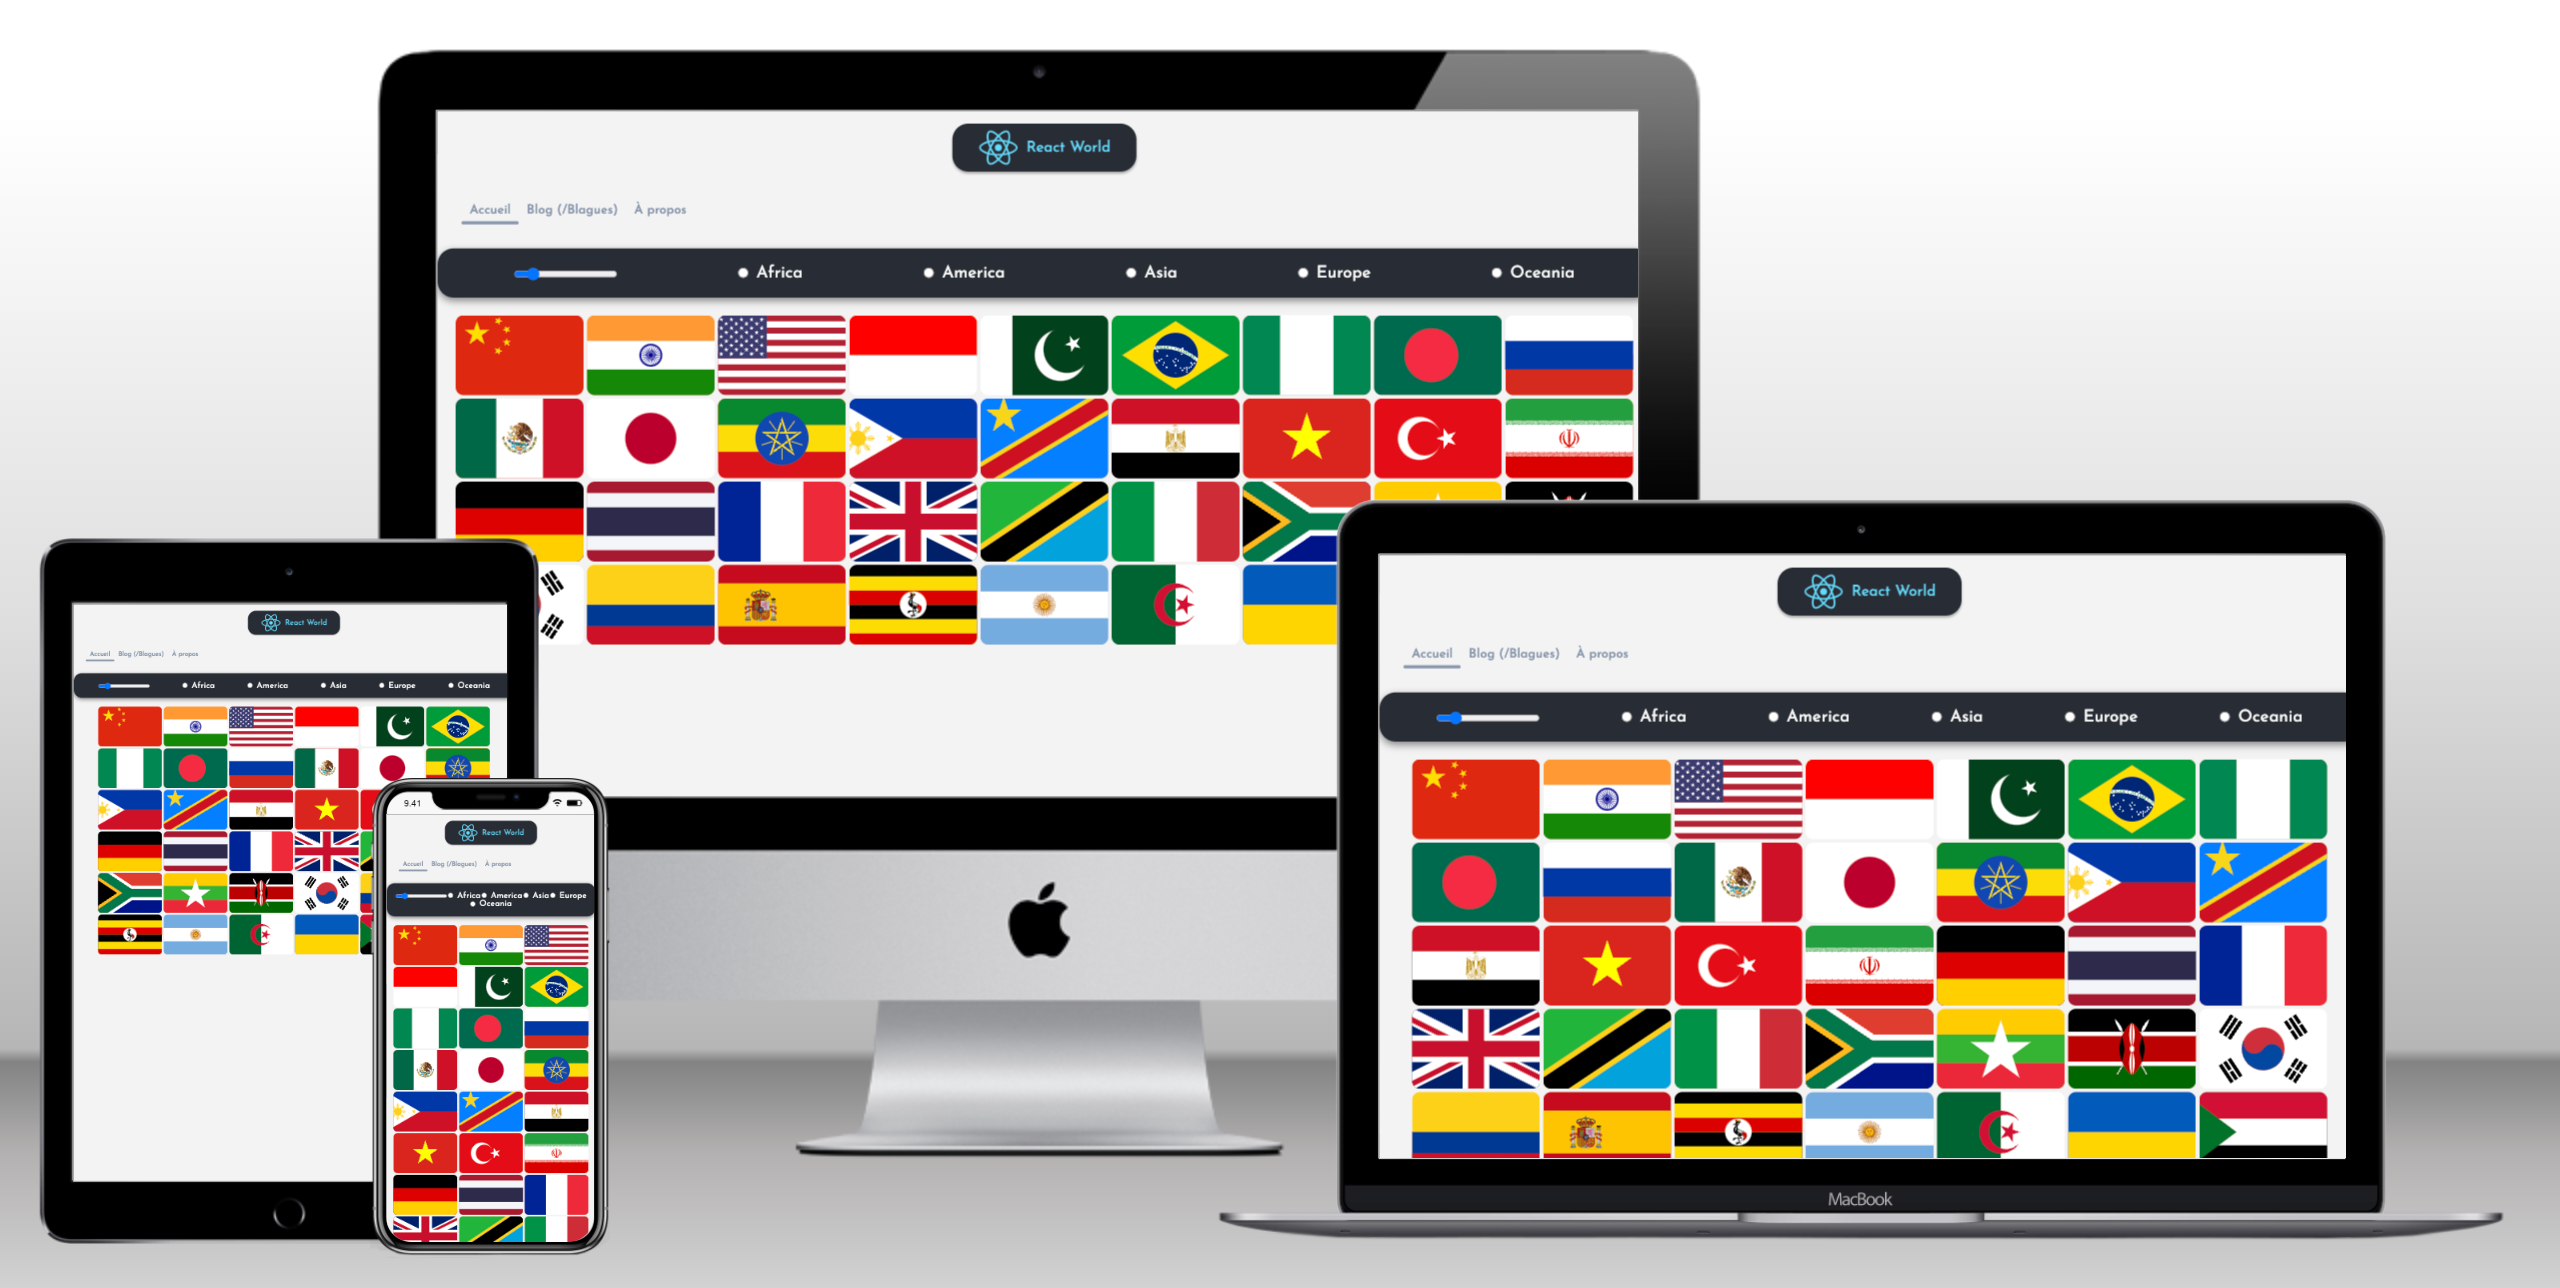 React World
Accueil Blog (/Blagues) À propos
Africa America Asia Europe Oceania
React World
Accueil Blog (/Blagues) À propos
Africa America Asia Europe Oceania
9.41
React World
Accueil Blog (/Blagues) À propos
Africa America Asia Europe
Oceania
React World
Accueil Blog (/Blagues) À propos
Africa America Asia Europe Oceania
MacBook